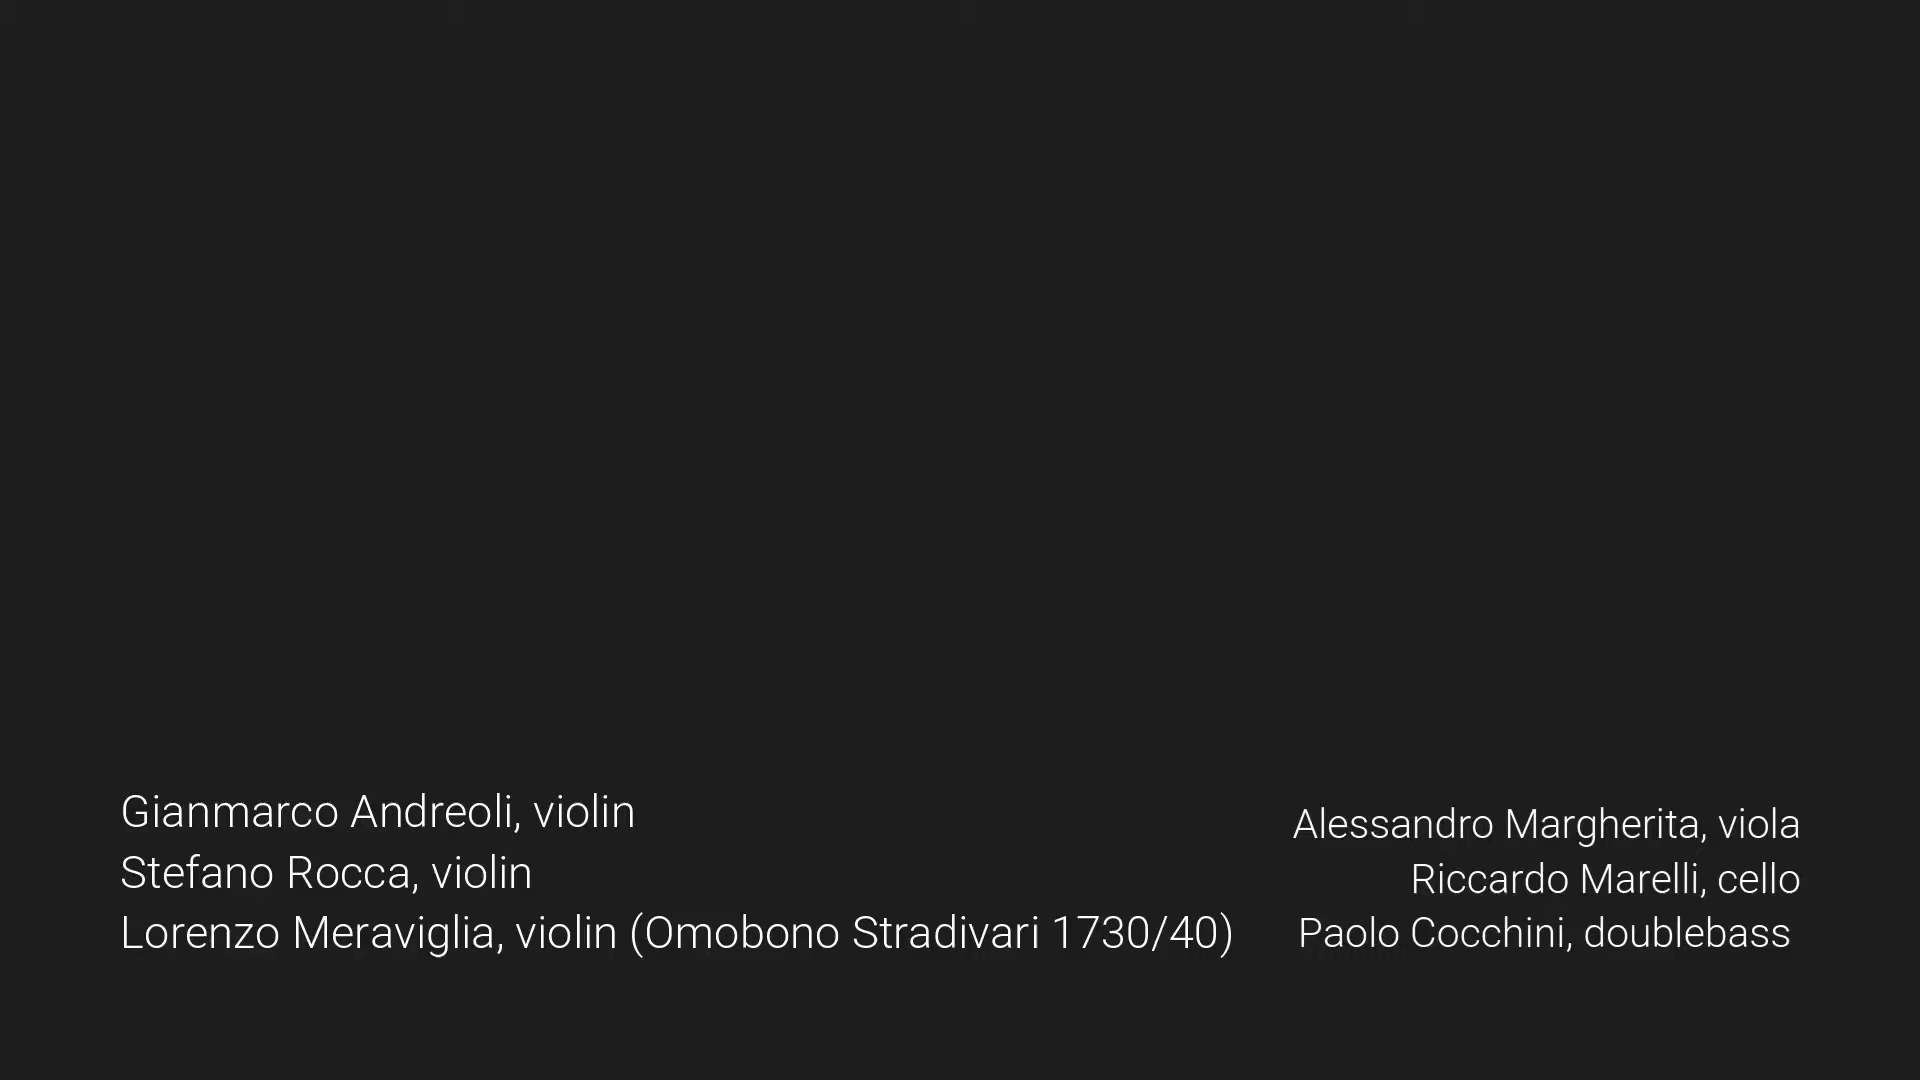 Gianmarco Andreoli, violin
Stefano Rocca, violin
Lorenzo Meraviglia, violin (Omobono Stradivari 1730/40)
Alessandro Margherita, viola
Riccardo Marelli, cello
Paolo Cocchini, doublebass